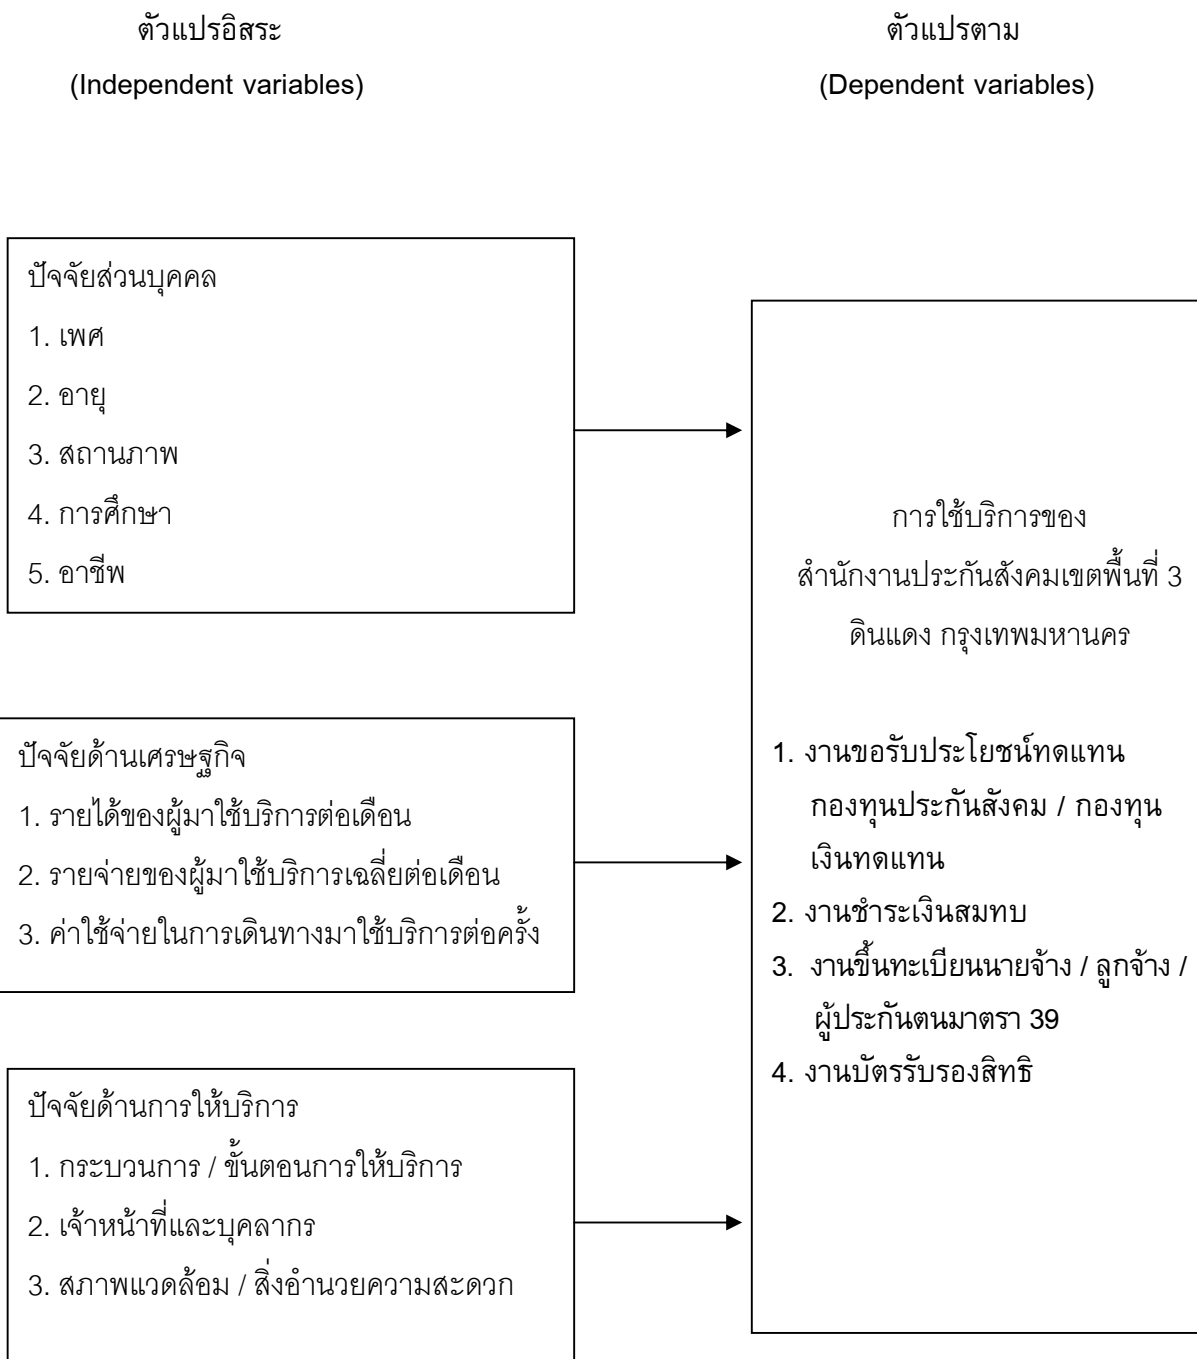 ตัวแปรอิสระ
(Independent variables)
ตัวแปรตาม
(Dependent variables)
ปัจจัยส่วนบุคคล
1. เพศ
2. อายุ
3. สถานภาพ
4. การศึกษา
5. อาชีพ
ปัจจัยด้านเศรษฐกิจ
1. รายได้ของผู้มาใช้บริการต่อเดือน
2. รายจ่ายของผู้มาใช้บริการเฉลี่ยต่อเดือน
3. ค่าใช้จ่ายในการเดินทางมาใช้บริการต่อครั้ง
ปัจจัยด้านการให้บริการ
1. กระบวนการ / ขั้นตอนการให้บริการ
2. เจ้าหน้าที่และบุคลากร
3. สภาพแวดล้อม / สิ่งอำนวยความสะดวก
การใช้บริการของ
สำนักงานประกันสังคมเขตพื้นที่ 3
ดินแดง กรุงเทพมหานคร
1. งานขอรับประโยชน์ทดแทน
กองทุนประกันสังคม / กองทุน
เงินทดแทน
2. งานชำระเงินสมทบ
3. งานขึ้นทะเบียนนายจ้าง / ลูกจ้าง /
ผู้ประกันตนมาตรา 39
4. งานบัตรรับรองสิทธิ